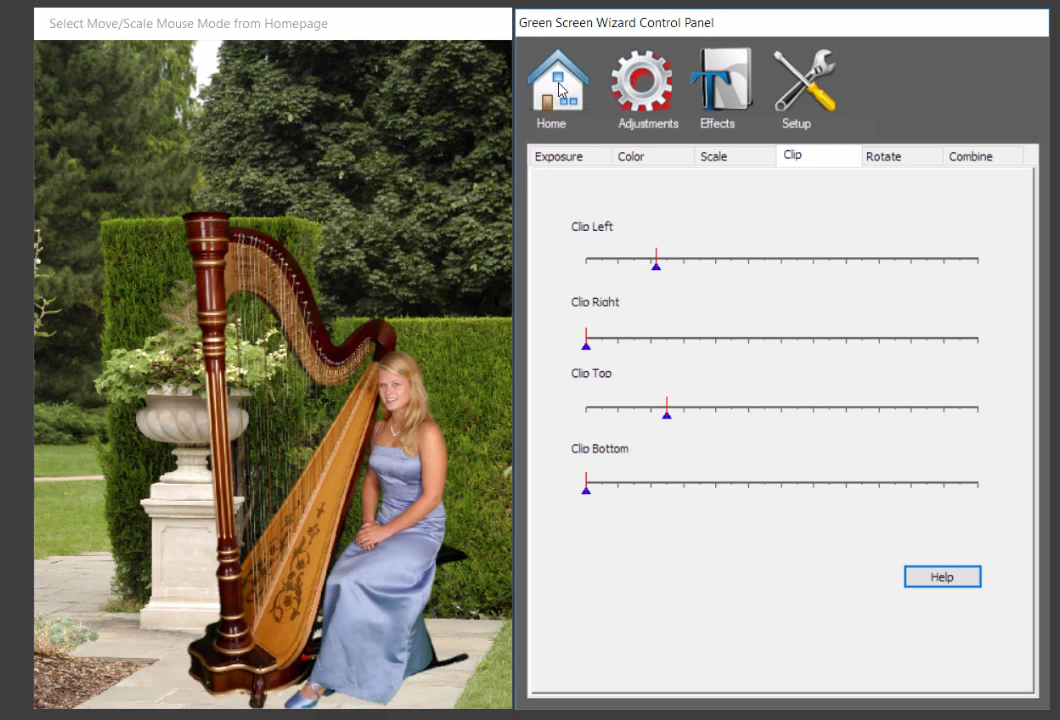 Select Move/Scale Mouse Mode from Homepage
Green Screen Wizard Control Panel
Home Adjustments Effects Setup
Exposure Color Scale Clip Rotate Combine
Clip Left
Clip Right
Clip Top
Clip Bottom
Help